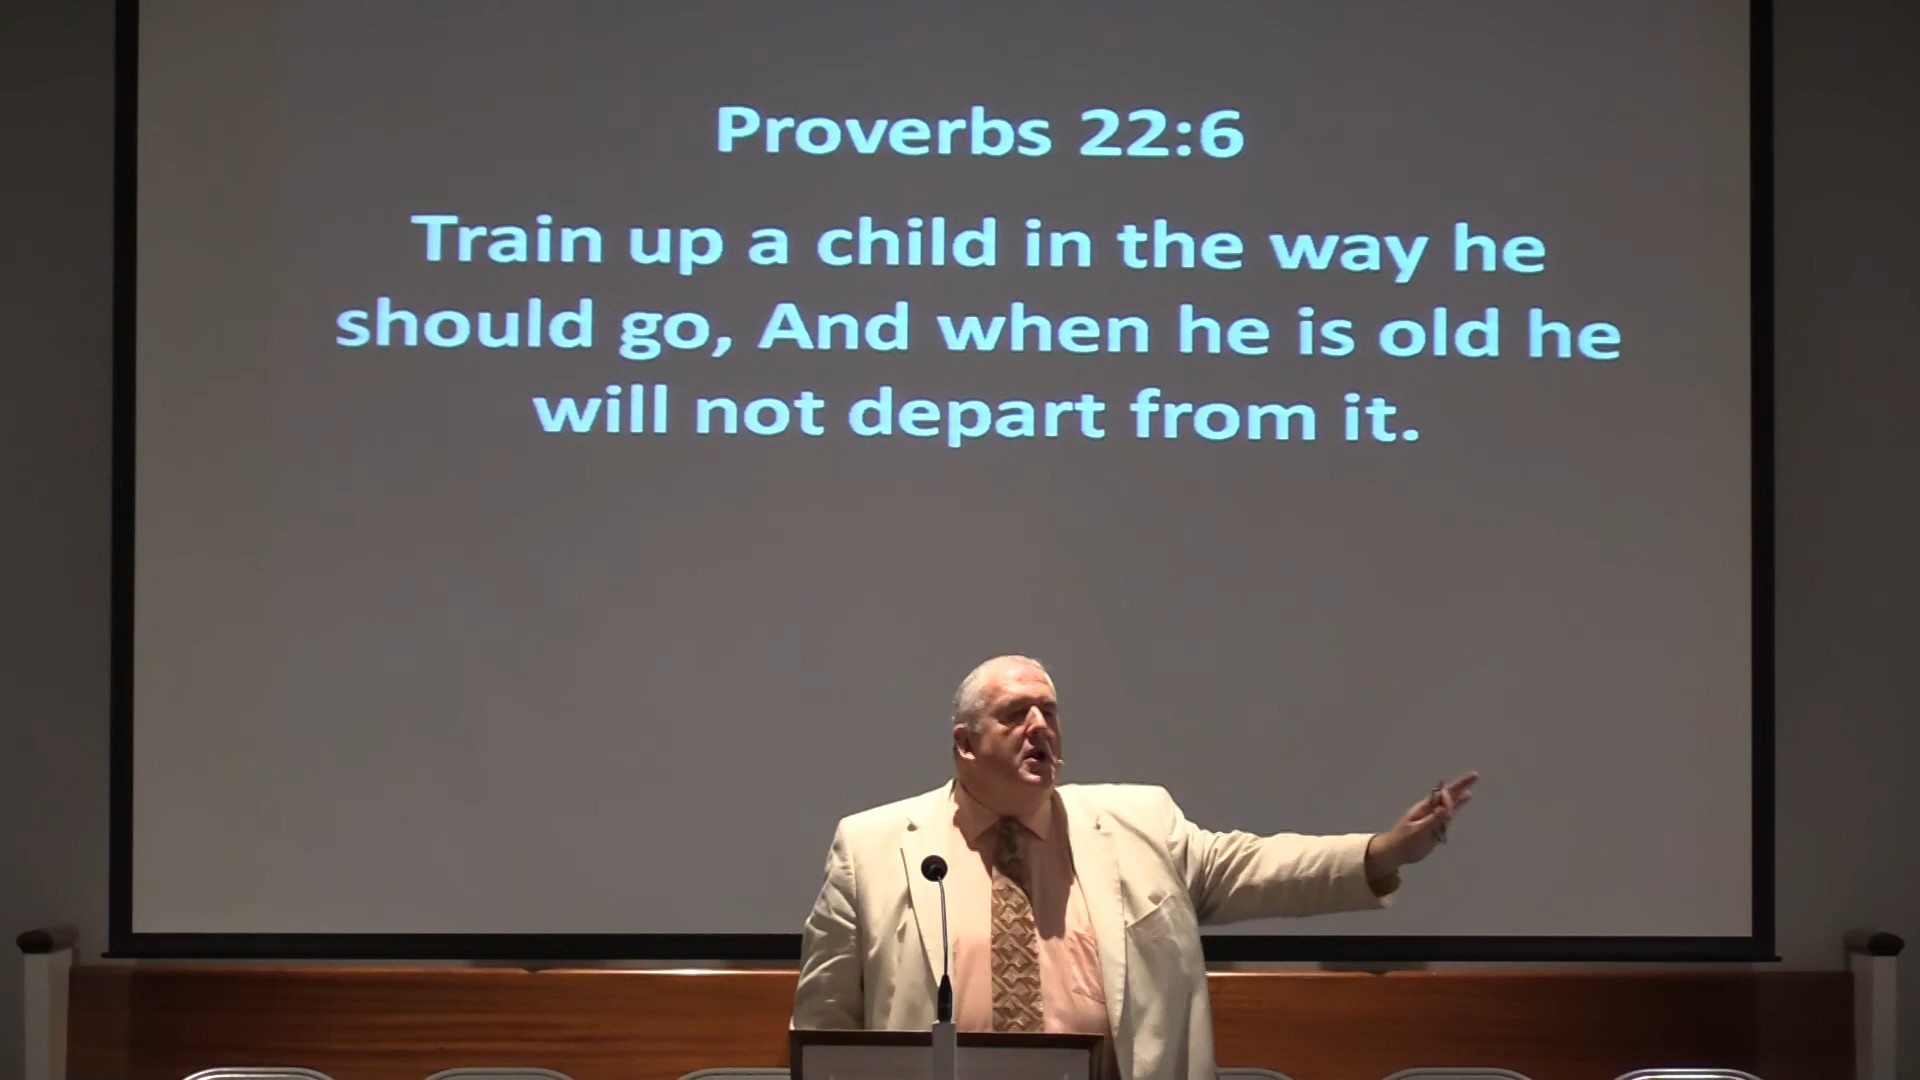 Proverbs 22:6
Train up a child in the way he
should go, And when he is old he
will not depart from it.